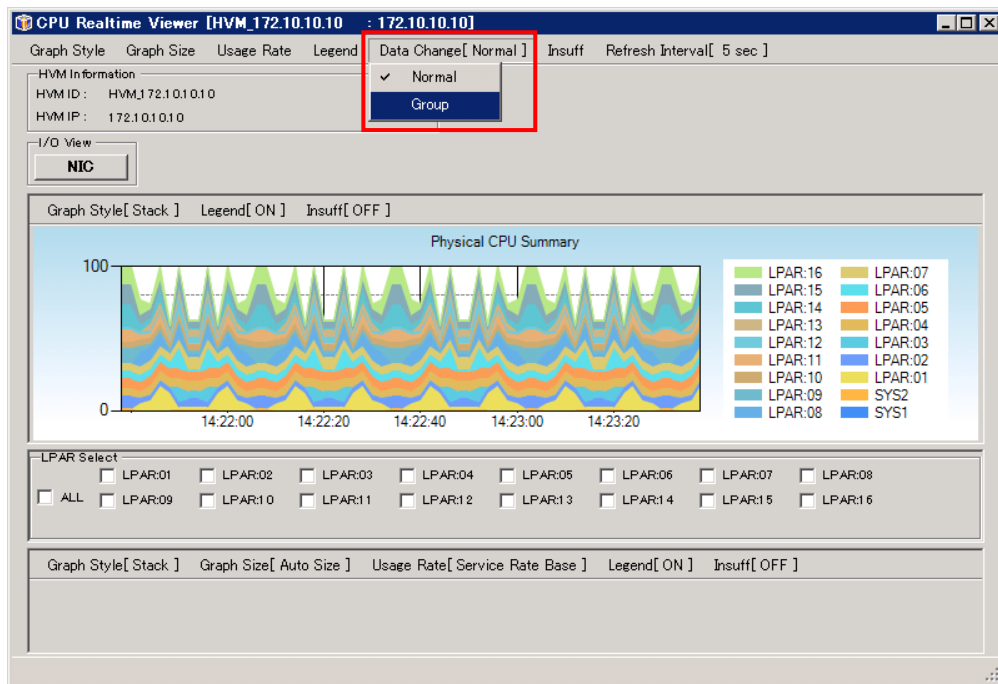 CPU Realtime Viewer [HVM_172.10.10.10 : 172.10.10.10]
Graph Style Graph Size Usage Rate Legend Data Change[ Normal ] Insuff Refresh Interval[ 5 sec ]
Normal
Group
HVM Information
HVM ID : HVM_172.10.10.10
HVM IP : 172.10.10.10
I/O View
NIC
Graph Style[ Stack ] Legend[ ON ] Insuff[ OFF ]
Physical CPU Summary
100
0
14:22:00 14:22:20 14:22:40 14:23:00 14:23:20
LPAR:16 LPAR:07
LPAR:15 LPAR:06
LPAR:14 LPAR:05
LPAR:13 LPAR:04
LPAR:12 LPAR:03
LPAR:11 LPAR:02
LPAR:10 LPAR:01
LPAR:09 SYS2
LPAR:08 SYS1
LPAR Select
LPAR:01 LPAR:02 LPAR:03 LPAR:04 LPAR:05 LPAR:06 LPAR:07 LPAR:08
ALL LPAR:09 LPAR:10 LPAR:11 LPAR:12 LPAR:13 LPAR:14 LPAR:15 LPAR:16
Graph Style[ Stack ] Graph Size[ Auto Size ] Usage Rate[ Service Rate Base ] Legend[ ON ] Insuff[ OFF ]